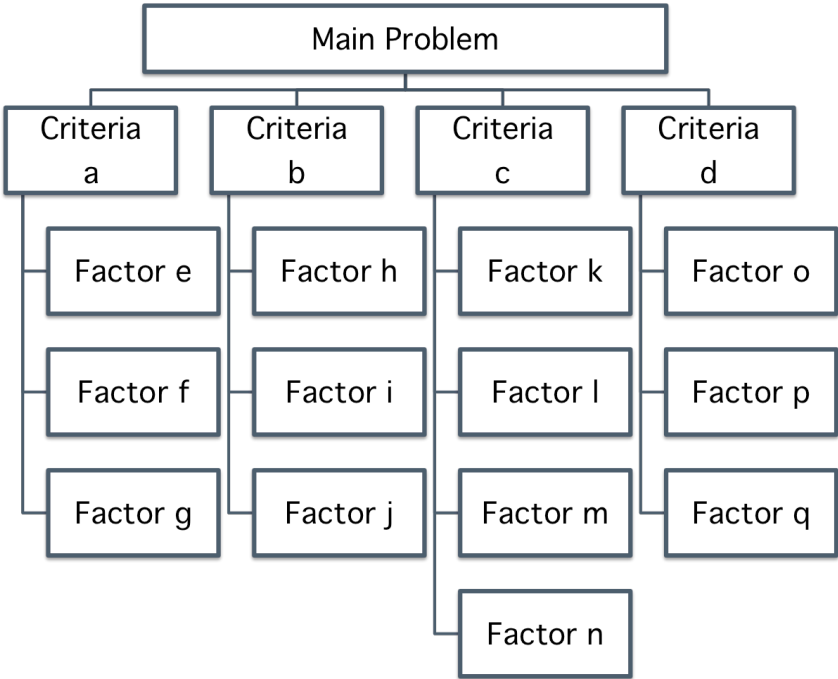 Main Problem
Criteria
a
Criteria
b
Criteria
c
Criteria
d
Factor e
Factor h
Factor k
Factor o
Factor f
Factor i
Factor l
Factor p
Factor g
Factor j
Factor m
Factor q
Factor n